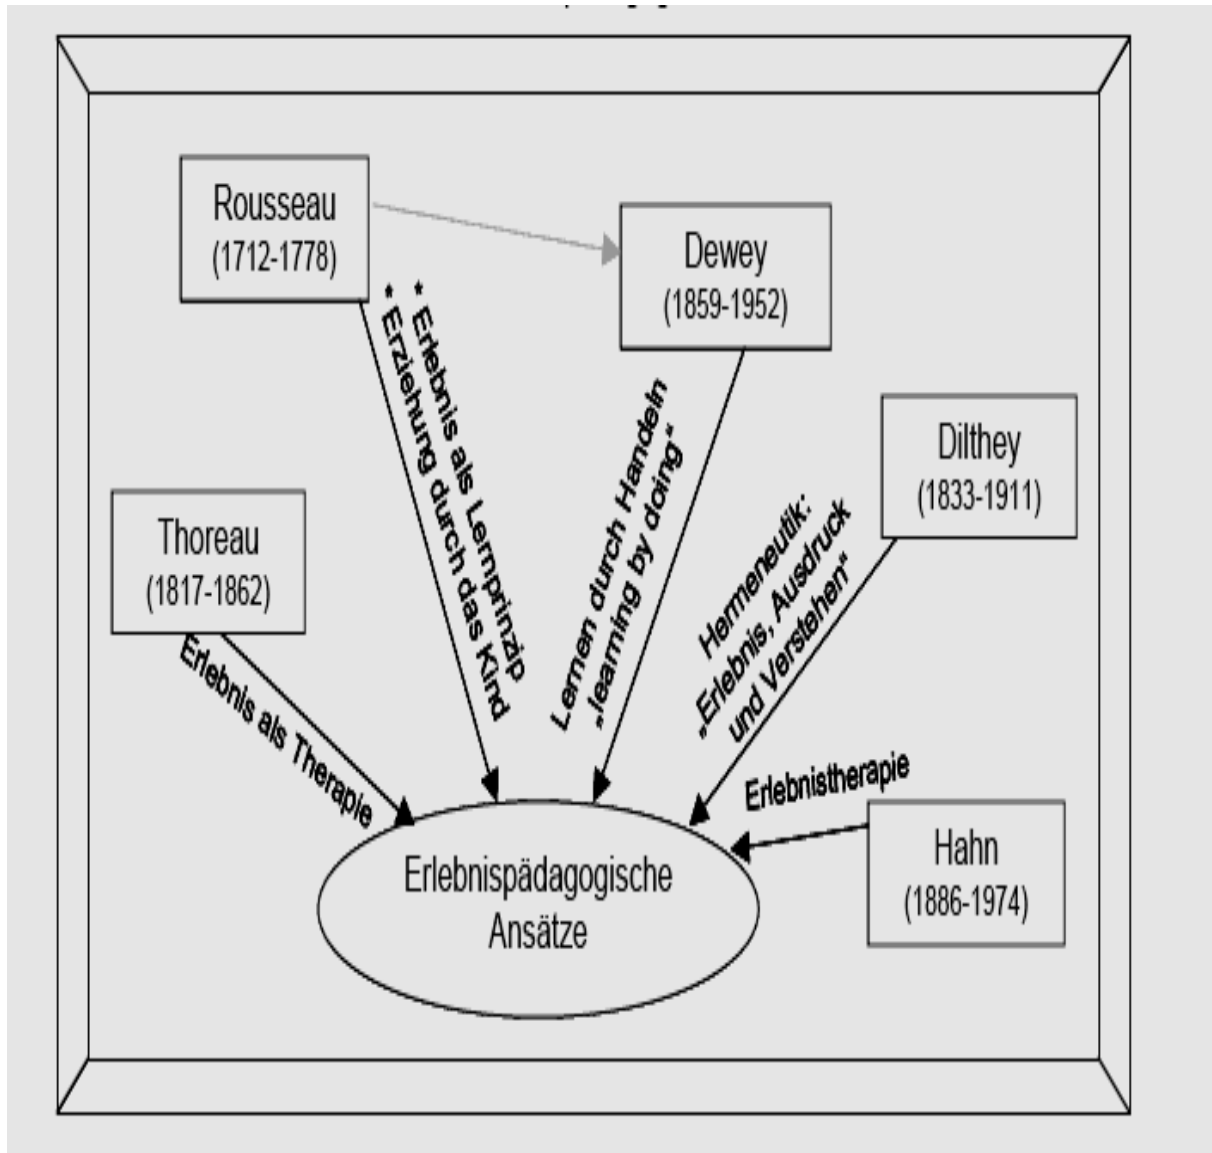 Rousseau
(1712-1778)
Dewey
(1859-1952)
* Erlebnis als Lernprinzip
* Erziehung durch das Kind
Lernen durch Handeln
„learning by doing“
Dilthey
(1833-1911)
Hermeneutik:
„Erlebnis, Ausdruck
und Verstehen“
Thoreau
(1817-1862)
Erlebnis als Therapie
Erlebnistherapie
Hahn
(1886-1974)
Erlebnispädagogische
Ansätze